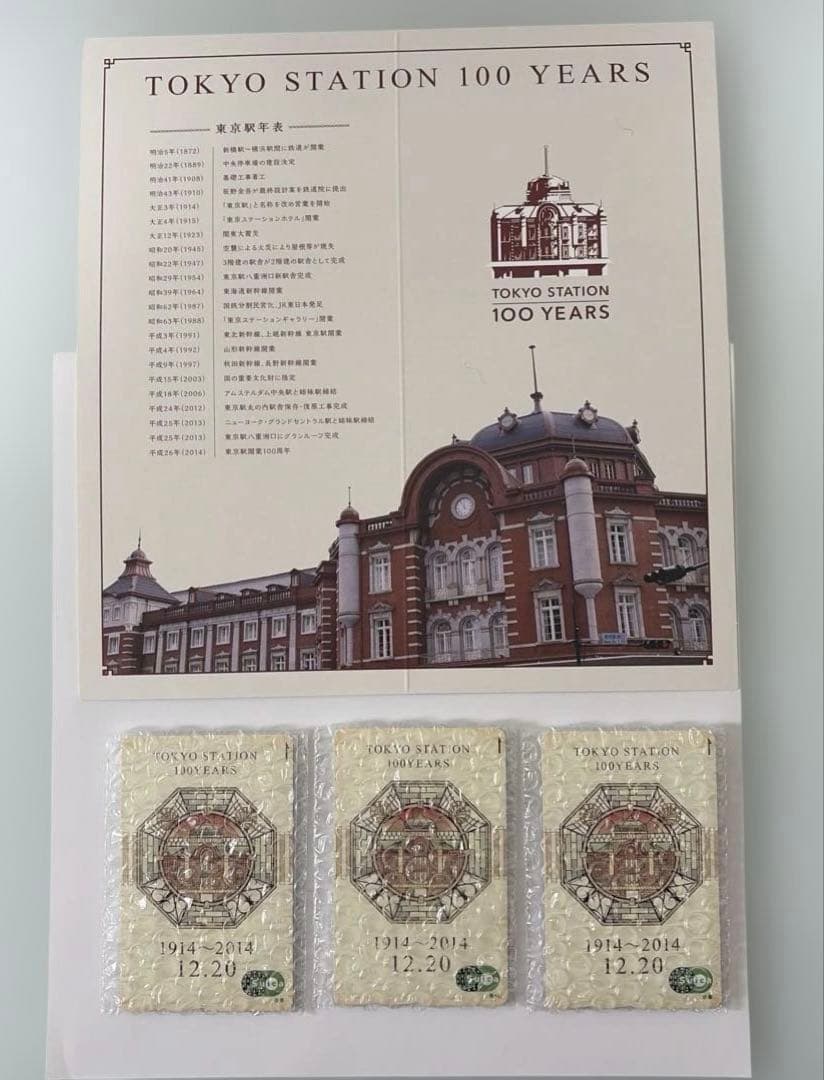 TOKYO STATION 100 YEARS
東京駅年表
明治5年(1872) 新橋駅～横浜駅間に鉄道が開業
明治22年(1889) 中央停車場の建設決定
明治41年(1908) 基礎工事着工
明治43年(1910) 辰野金吾が最終設計案を鉄道院に提出
大正3年(1914) 「東京駅」と名称を改め営業を開始
大正4年(1915) 「東京ステーションホテル」開業
大正12年(1923) 関東大震災
昭和20年(1945) 空襲による火災により屋根等が焼失
昭和22年(1947) 3階建の駅舎が2階建の駅舎として完成
昭和29年(1954) 東京駅八重洲口新駅舎完成
昭和39年(1964) 東海道新幹線開業
昭和62年(1987) 国鉄分割民営化、JR東日本発足
昭和63年(1988) 「東京ステーションギャラリー」開業
平成3年(1991) 東北新幹線、上越新幹線 東京駅開業
平成4年(1992) 山形新幹線開業
平成9年(1997) 秋田新幹線、長野新幹線開業
平成15年(2003) 国の重要文化財に指定
平成18年(2006) アムステルダム中央駅と姉妹駅締結
平成24年(2012) 東京駅丸の内駅舎保存・復原工事完成
平成25年(2013) ニューヨーク・グランドセントラル駅と姉妹駅締結
平成25年(2013) 東京駅八重洲口にグランルーフ完成
平成26年(2014) 東京駅開業100周年
TOKYO STATION
100 YEARS
TOKYO STATION
100YEARS
1914～2014
12.20
Suica
TOKYO STATION
100YEARS
1914～2014
12.20
Suica
TOKYO STATION
100YEARS
1914～2014
12.20
Suica